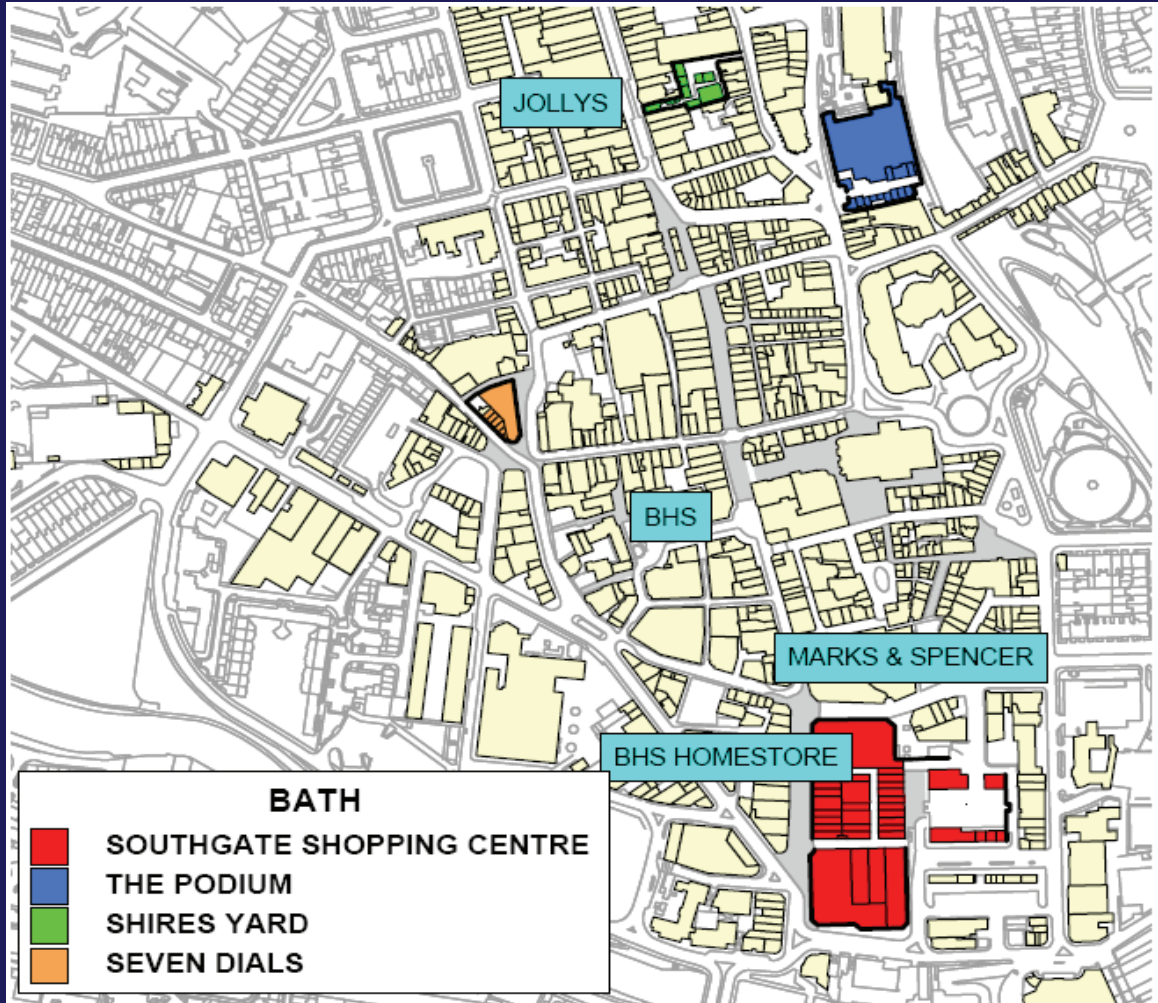 JOLLYS
BHS
MARKS & SPENCER
BHS HOMESTORE
BATH
SOUTHGATE SHOPPING CENTRE
THE PODIUM
SHIRES YARD
SEVEN DIALS